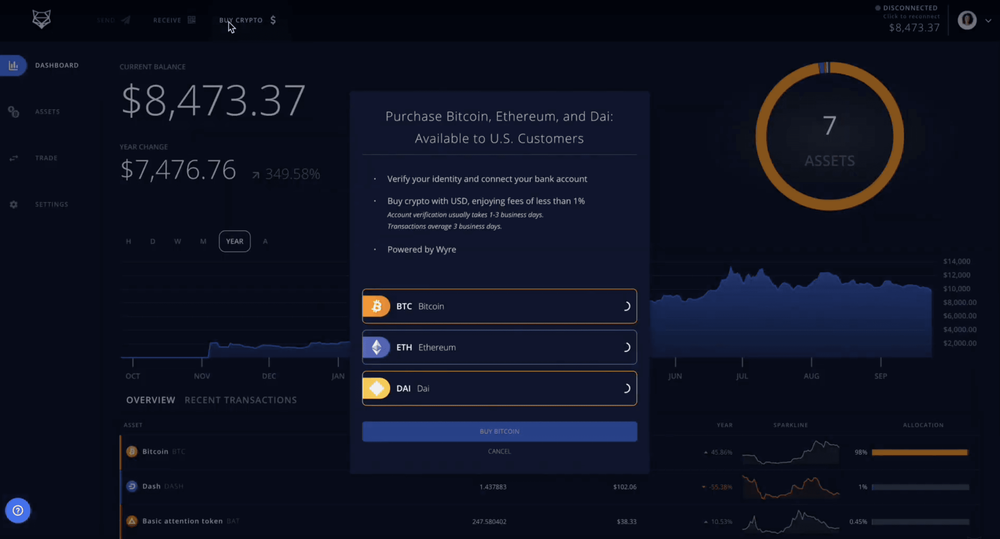 SEND
RECEIVE
BUY CRYPTO
DISCONNECTED
Click to reconnect
$8,473.37
DASHBOARD
ASSETS
TRADE
SETTINGS
CURRENT BALANCE
$8,473.37
YEAR CHANGE
$7,476.76 349.58%
7
ASSETS
H D W M YEAR A
Purchase Bitcoin, Ethereum, and Dai:
Available to U.S. Customers
· Verify your identity and connect your bank account
· Buy crypto with USD, enjoying fees of less than 1%
Account verification usually takes 1-3 business days.
Transactions average 3 business days.
· Powered by Wyre
BTC Bitcoin
ETH Ethereum
DAI Dai
BUY BITCOIN
CANCEL
$14,000
$12,000
$10,000
$8,000.00
$6,000.00
$4,000.00
$2,000.00
OCT NOV DEC JAN JUN JUL AUG SEP
OVERVIEW RECENT TRANSACTIONS
ASSET YEAR SPARKLINE ALLOCATION
Bitcoin BTC 45.86% 98%
Dash DASH 1.437883 $102.06 -55.28% 1%
Basic attention token BAT 247.580402 $38.33 10.53% 0.45%
?